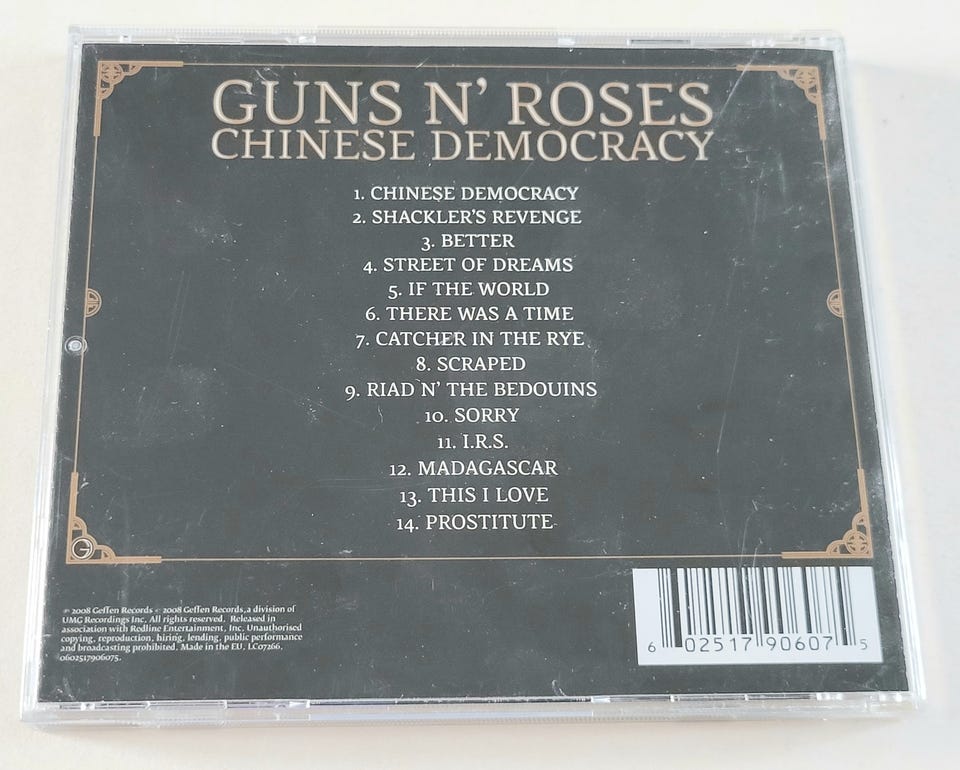 GUNS N' ROSES
CHINESE DEMOCRACY
1. CHINESE DEMOCRACY
2. SHACKLER'S REVENGE
3. BETTER
4. STREET OF DREAMS
5. IF THE WORLD
6. THERE WAS A TIME
7. CATCHER IN THE RYE
8. SCRAPED
9. RIAD N' THE BEDOUINS
10. SORRY
11. I.R.S.
12. MADAGASCAR
13. THIS I LOVE
14. PROSTITUTE
℗ 2008 Geffen Records © 2008 Geffen Records, a division of
UMG Recordings Inc. All rights reserved. Released in
association with Redline Entertainment, Inc. Unauthorised
copying, reproduction, hiring, lending, public performance
and broadcasting prohibited. Made in the EU. LC07266.
0602517906075.
6 02517 90607 5